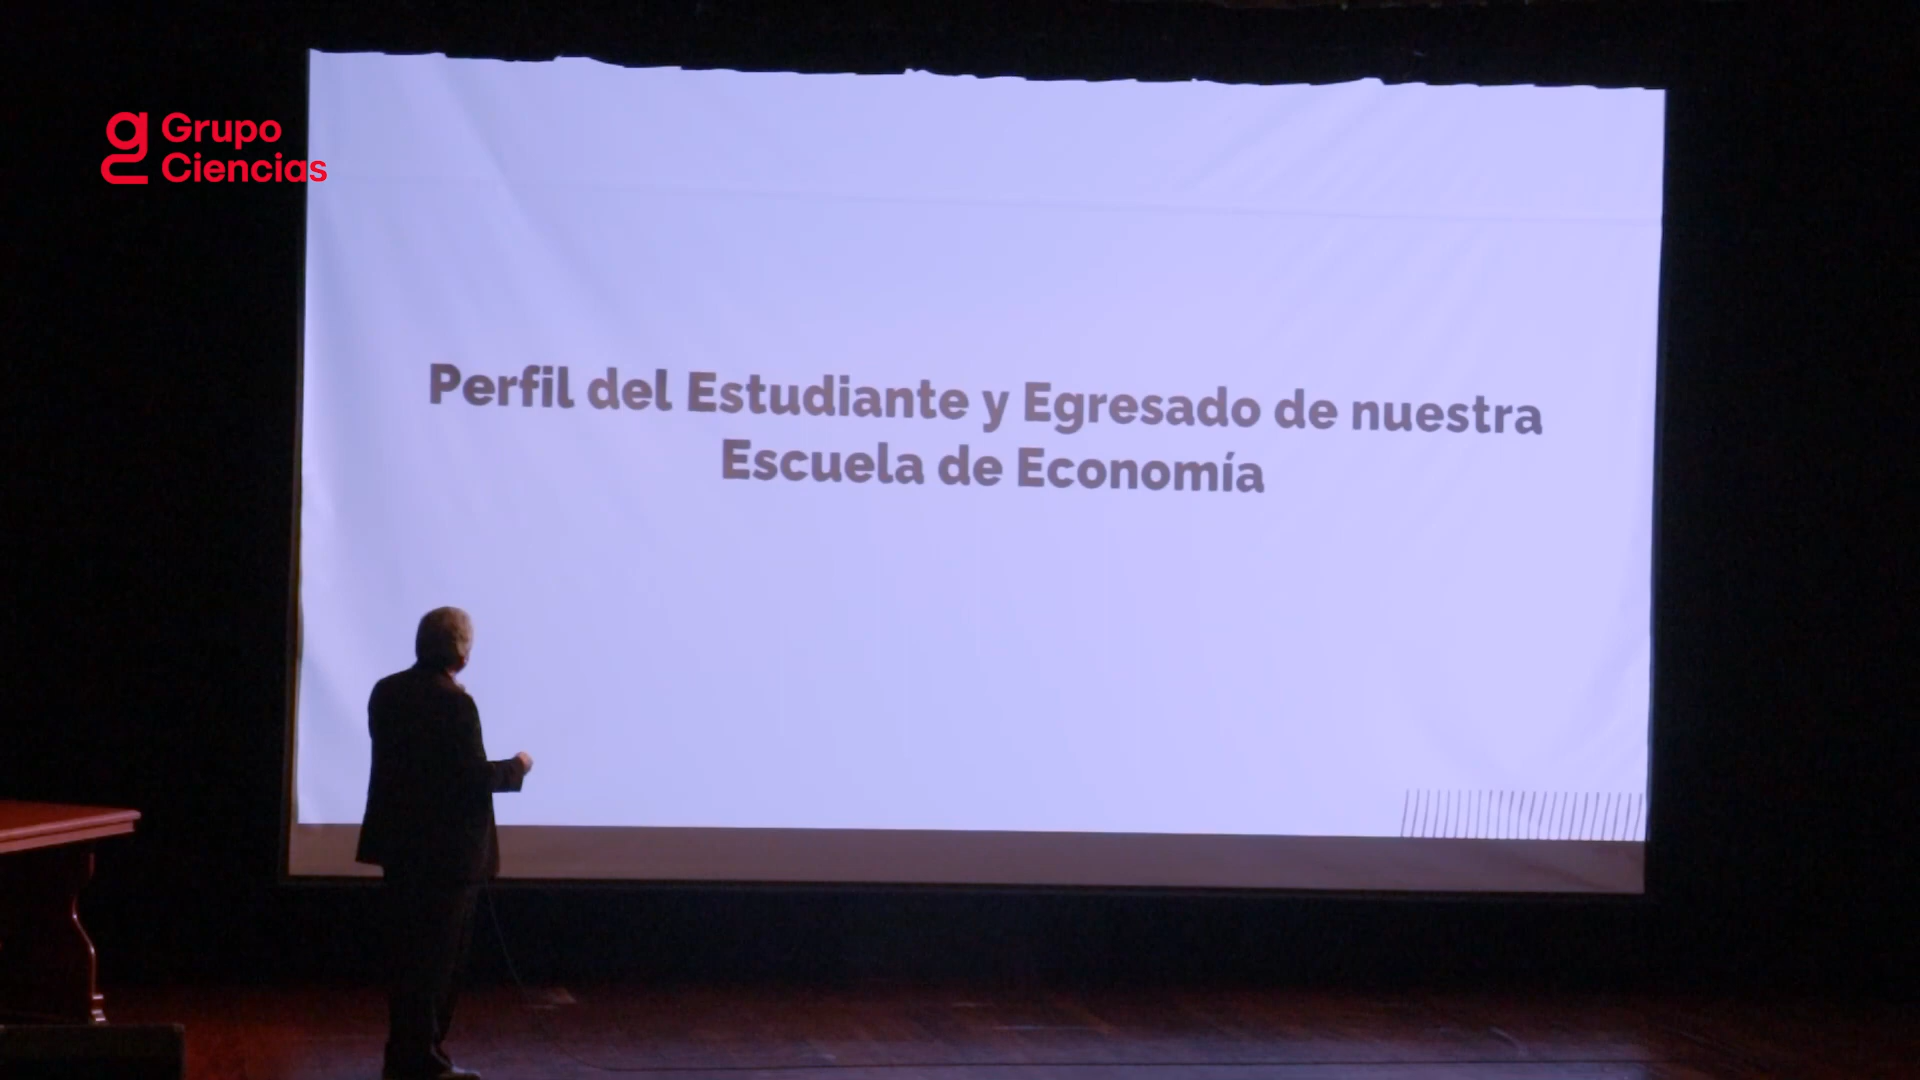 Grupo
Ciencias
Perfil del Estudiante y Egresado de nuestra
Escuela de Economía